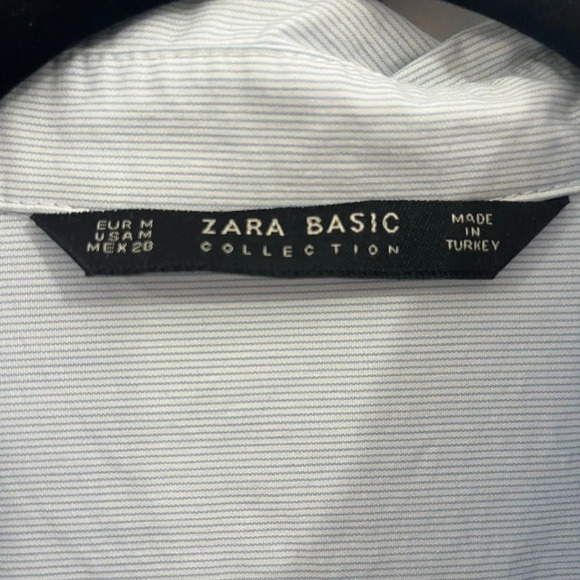 EUR M
USA M
MEX 28
ZARA BASIC
COLLECTION
MADE
IN
TURKEY